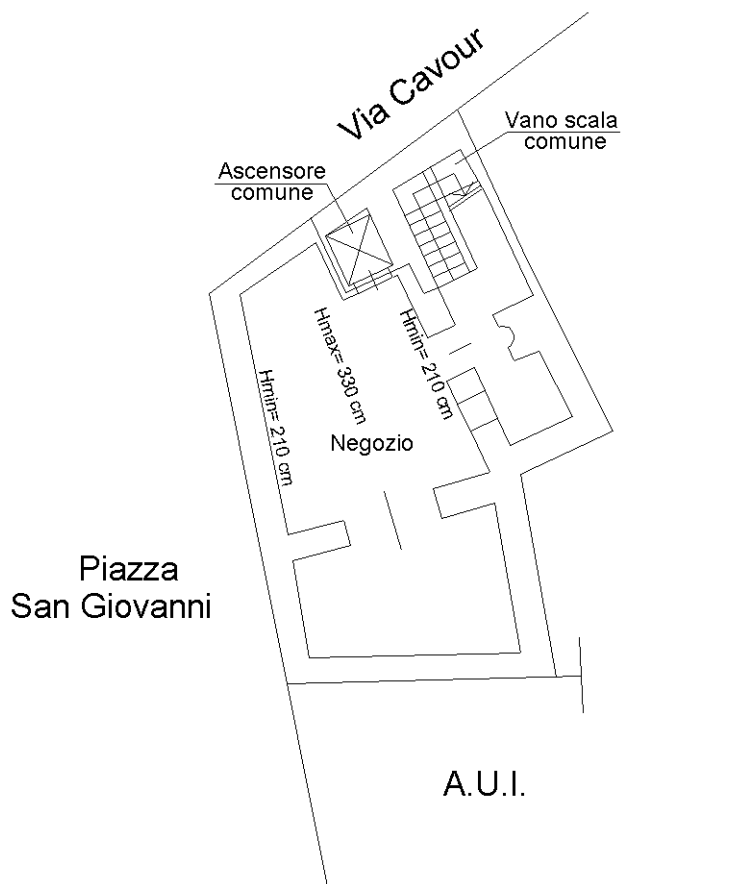 Via Cavour
Vano scala
comune
Ascensore
comune
Hmax= 330 cm
Hmin= 210 cm
Hmin= 210 cm
Negozio
Piazza
San Giovanni
A.U.I.